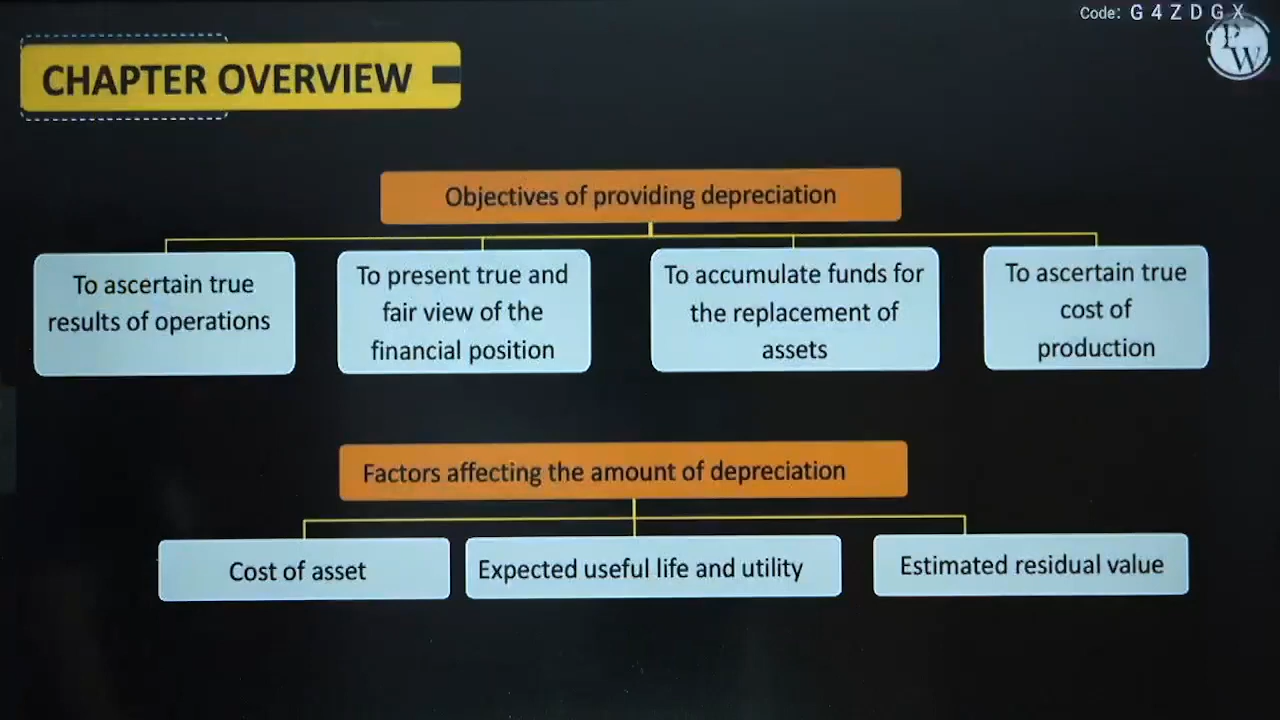 Code: G 4 Z D G X
PW
CHAPTER OVERVIEW
Objectives of providing depreciation
To ascertain true
results of operations
To present true and
fair view of the
financial position
To accumulate funds for
the replacement of
assets
To ascertain true
cost of
production
Factors affecting the amount of depreciation
Cost of asset
Expected useful life and utility
Estimated residual value